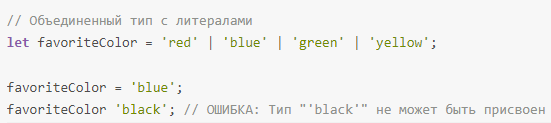 // Объединенный тип с литералами
let favoriteColor = 'red' | 'blue' | 'green' | 'yellow';
favoriteColor = 'blue';
favoriteColor 'black'; // ОШИБКА: Тип "'black'" не может быть присвоен